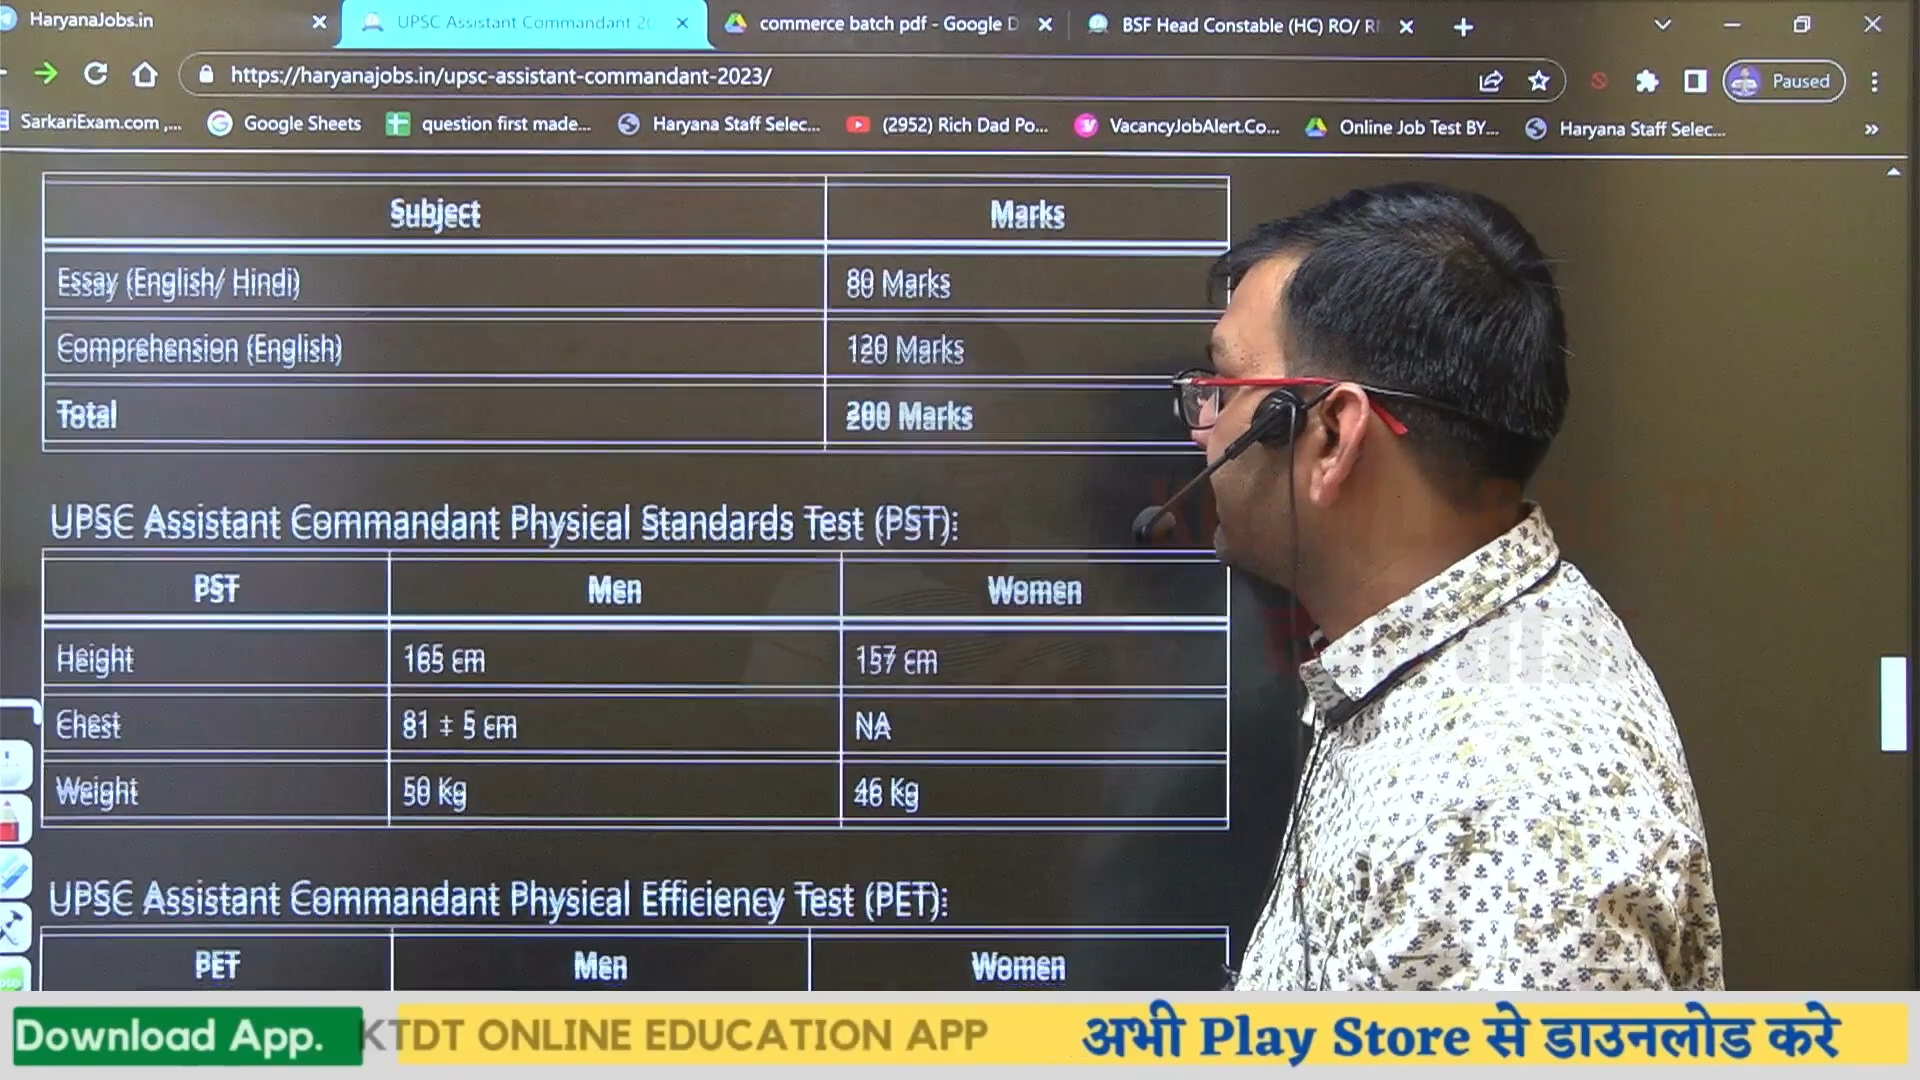 HaryanaJobs.in
UPSC Assistant Commandant 20
commerce batch pdf - Google D
BSF Head Constable (HC) RO/ R
https://haryanajobs.in/upsc-assistant-commandant-2023/
Paused
SarkariExam.com ,...
Google Sheets
question first made...
Haryana Staff Selec...
(2952) Rich Dad Po...
VacancyJobAlert.Co...
Online Job Test BY...
Haryana Staff Selec...
Subject Marks
Essay (English/ Hindi) 80 Marks
Comprehension (English) 120 Marks
Total 200 Marks
UPSC Assistant Commandant Physical Standards Test (PST):
PST Men Women
Height 165 cm 157 cm
Chest 81 + 5 cm NA
Weight 50 Kg 46 Kg
UPSC Assistant Commandant Physical Efficiency Test (PET):
PET Men Women
Download App. KTDT ONLINE EDUCATION APP अभी Play Store से डाउनलोड करे